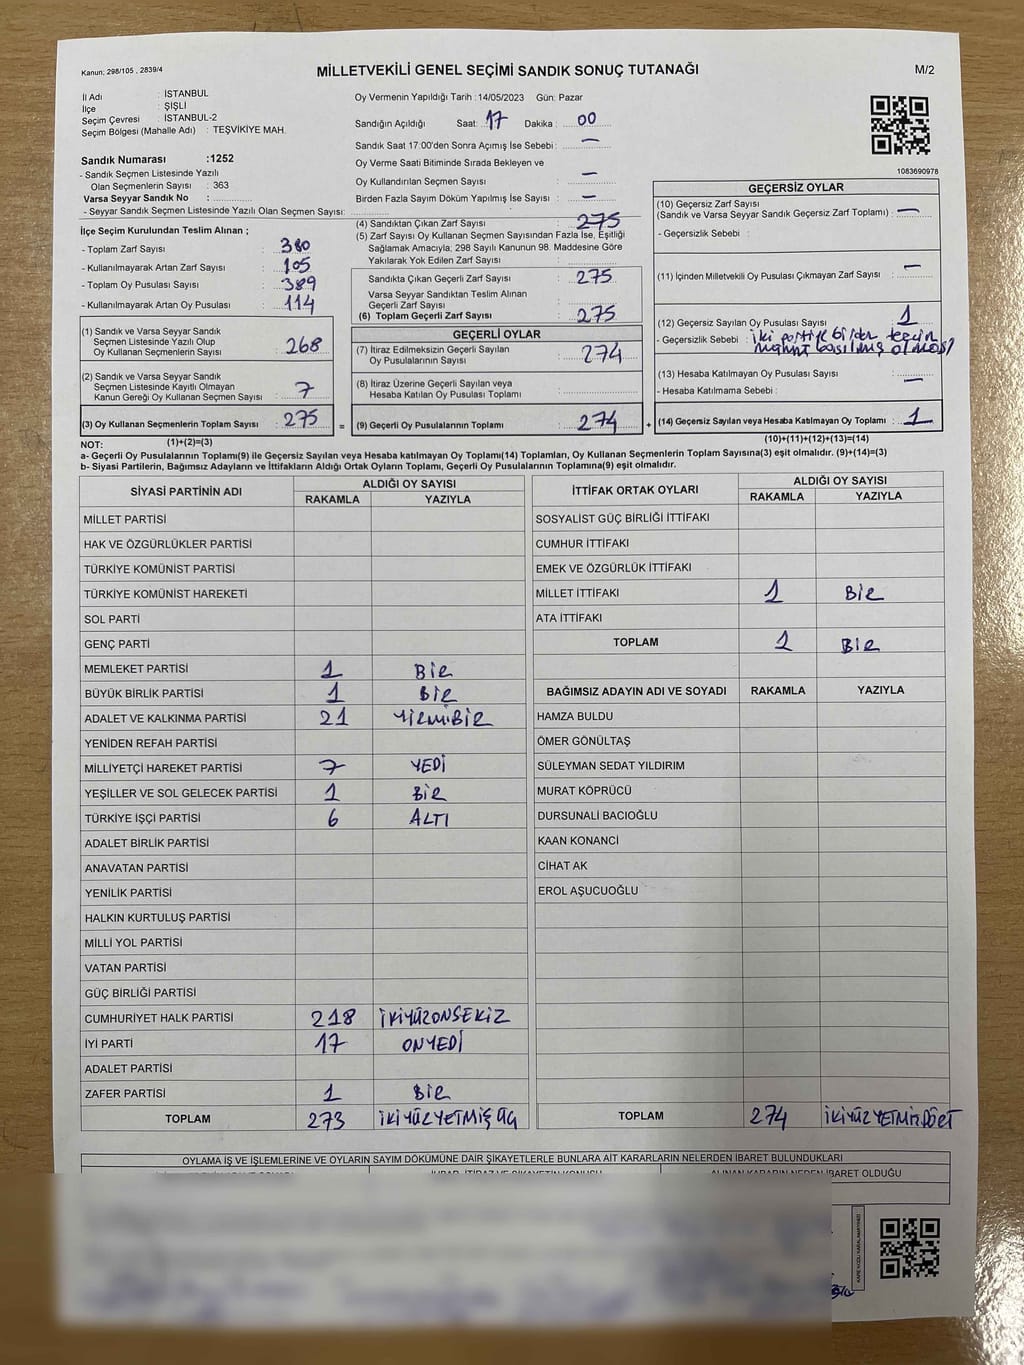 Kanun; 298/105 , 2839/4
MİLLETVEKİLİ GENEL SEÇİMİ SANDIK SONUÇ TUTANAĞI
M/2
İl Adı : İSTANBUL
İlçe : ŞİŞLİ
Seçim Çevresi : İSTANBUL-2
Seçim Bölgesi (Mahalle Adı) : TEŞVİKİYE MAH.
Sandık Numarası :1252
- Sandık Seçmen Listesinde Yazılı
Olan Seçmenlerin Sayısı : 363
Varsa Seyyar Sandık No :
- Seyyar Sandık Seçmen Listesinde Yazılı Olan Seçmen Sayısı:
Oy Vermenin Yapıldığı Tarih : 14/05/2023 Gün: Pazar
Sandığın Açıldığı Saat: 17 Dakika : 00
Sandık Saat 17:00'den Sonra Açımış İse Sebebi : —
Oy Verme Saati Bitiminde Sırada Bekleyen ve
Oy Kullandırılan Seçmen Sayısı : —
Birden Fazla Sayım Döküm Yapılmış İse Sayısı : —
1083690978
İlçe Seçim Kurulundan Teslim Alınan ;
- Toplam Zarf Sayısı : 380
- Kullanılmayarak Artan Zarf Sayısı : 105
- Toplam Oy Pusulası Sayısı : 389
- Kullanılmayarak Artan Oy Pusulası : 114
(4) Sandıktan Çıkan Zarf Sayısı : 275
(5) Zarf Sayısı Oy Kullanan Seçmen Sayısından Fazla İse, Eşitliği
Sağlamak Amacıyla; 298 Sayılı Kanunun 98. Maddesine Göre
Yakılarak Yok Edilen Zarf Sayısı :
Sandıkta Çıkan Geçerli Zarf Sayısı : 275
Varsa Seyyar Sandıktan Teslim Alınan
Geçerli Zarf Sayısı :
(6) Toplam Geçerli Zarf Sayısı : 275
GEÇERSİZ OYLAR
(10) Geçersiz Zarf Sayısı
(Sandık ve Varsa Seyyar Sandık Geçersiz Zarf Toplamı) : —
- Geçersizlik Sebebi :
(11) İçinden Milletvekili Oy Pusulası Çıkmayan Zarf Sayısı : —
(12) Geçersiz Sayılan Oy Pusulası Sayısı : 1
- Geçersizlik Sebebi : iki partiye birden tercih
mührü basılmış olması
(13) Hesaba Katılmayan Oy Pusulası Sayısı :
- Hesaba Katılmama Sebebi : —
(1) Sandık ve Varsa Seyyar Sandık
Seçmen Listesinde Yazılı Olup
Oy Kullanan Seçmenlerin Sayısı : 268
(2) Sandık ve Varsa Seyyar Sandık
Seçmen Listesinde Kayıtlı Olmayan
Kanun Gereği Oy Kullanan Seçmen Sayısı : 7
GEÇERLİ OYLAR
(7) İtiraz Edilmeksizin Geçerli Sayılan
Oy Pusulalarının Sayısı : 274
(8) İtiraz Üzerine Geçerli Sayılan veya
Hesaba Katılan Oy Pusulası Toplamı :
(3) Oy Kullanan Seçmenlerin Toplam Sayısı : 275 = (9) Geçerli Oy Pusulalarının Toplamı : 274 + (14) Geçersiz Sayılan veya Hesaba Katılmayan Oy Toplamı : 1
NOT: (1)+(2)=(3) (10)+(11)+(12)+(13)=(14)
a- Geçerli Oy Pusulasının Toplamı(9) ile Geçersiz Sayılan veya Hesaba katılmayan Oy Toplamı(14) Toplamları, Oy Kullanan Seçmenlerin Toplam Sayısına(3) eşit olmalıdır. (9)+(14)=(3)
b- Siyasi Partilerin, Bağımsız Adayların ve İttifakların Aldığı Ortak Oyların Toplamı, Geçerli Oy Pusulalarının Toplamına(9) eşit olmalıdır.
SİYASİ PARTİNİN ADI ALDIĞI OY SAYISI
RAKAMLA YAZIYLA
MİLLET PARTİSİ
HAK VE ÖZGÜRLÜKLER PARTİSİ
TÜRKİYE KOMÜNİST PARTİSİ
TÜRKİYE KOMÜNİST HAREKETİ
SOL PARTİ
GENÇ PARTİ
MEMLEKET PARTİSİ 1 BİR
BÜYÜK BİRLİK PARTİSİ 1 BİR
ADALET VE KALKINMA PARTİSİ 21 YİRMİBİR
YENİDEN REFAH PARTİSİ
MİLLİYETÇİ HAREKET PARTİSİ 7 YEDİ
YEŞİLLER VE SOL GELECEK PARTİSİ 1 BİR
TÜRKİYE İŞÇİ PARTİSİ 6 ALTI
ADALET BİRLİK PARTİSİ
ANAVATAN PARTİSİ
YENİLİK PARTİSİ
HALKIN KURTULUŞ PARTİSİ
MİLLİ YOL PARTİSİ
VATAN PARTİSİ
GÜÇ BİRLİĞİ PARTİSİ
CUMHURİYET HALK PARTİSİ 218 İKİYÜZONSEKİZ
İYİ PARTİ 17 ONYEDİ
ADALET PARTİSİ
ZAFER PARTİSİ 1 BİR
TOPLAM 273 İKİYÜZYETMİŞÜÇ
İTTİFAK ORTAK OYLARI ALDIĞI OY SAYISI
RAKAMLA YAZIYLA
SOSYALİST GÜÇ BİRLİĞİ İTTİFAKI
CUMHUR İTTİFAKI
EMEK VE ÖZGÜRLÜK İTTİFAKI
MİLLET İTTİFAKI 1 BİR
ATA İTTİFAKI
TOPLAM 1 BİR
BAĞIMSIZ ADAYIN ADI VE SOYADI RAKAMLA YAZIYLA
HAMZA BULDU
ÖMER GÖNÜLTAŞ
SÜLEYMAN SEDAT YILDIRIM
MURAT KÖPRÜCÜ
DURSUNALİ BACIOĞLU
KAAN KONANCİ
CİHAT AK
EROL AŞUCUOĞLU
TOPLAM 274 İKİYÜZYETMİŞDÖRT
OYLAMA İŞ VE İŞLEMLERİNE VE OYLARIN SAYIM DÖKÜMÜNE DAİR ŞİKAYETLERLE BUNLARA AİT KARARLARIN NELERDEN İBARET BULUNDUKLARI
İHBAR, İTİRAZ VE ŞİKAYETİN KONUSU ALINAN KARARIN NEDEN İBARET OLDUĞU